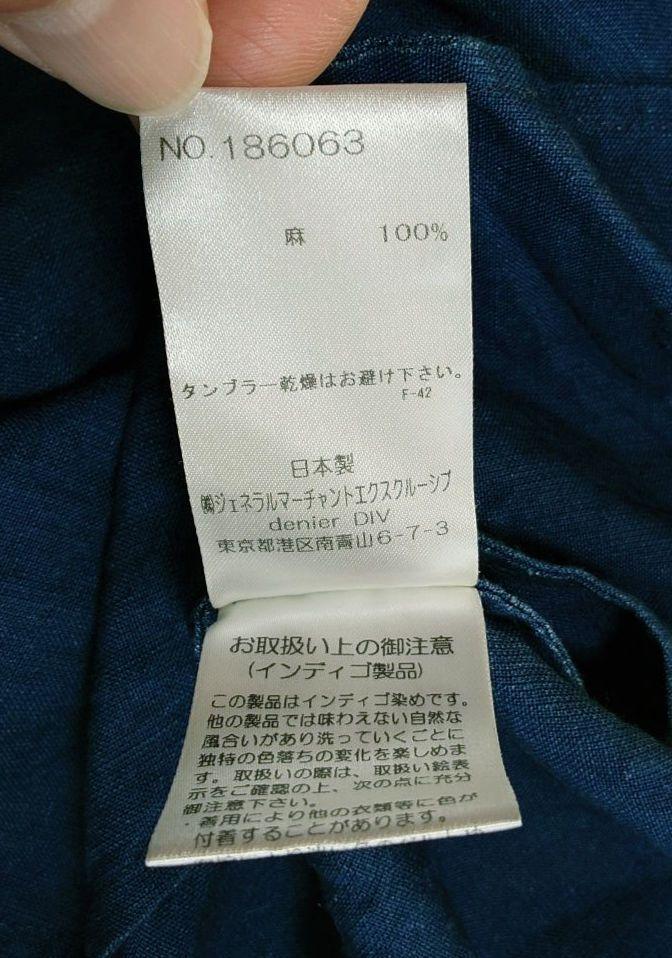 NO.186063
麻 100%
タンブラー乾燥はお避け下さい。
F-42
日本製
㈱ジェネラルマーチャントエクスクルーシブ
denier DIV
東京都港区南青山6-7-3
お取扱い上の御注意
(インディゴ製品)
この製品はインディゴ染めです。
他の製品では味わえない自然な
風合いがあり洗っていくごとに
独特の色落ちの変化を楽しめま
す。取扱いの際は、取扱い絵表
示をご確認の上、次の点に充分
御注意下さい。
・着用により他の衣類等に色が
付着することがあります。